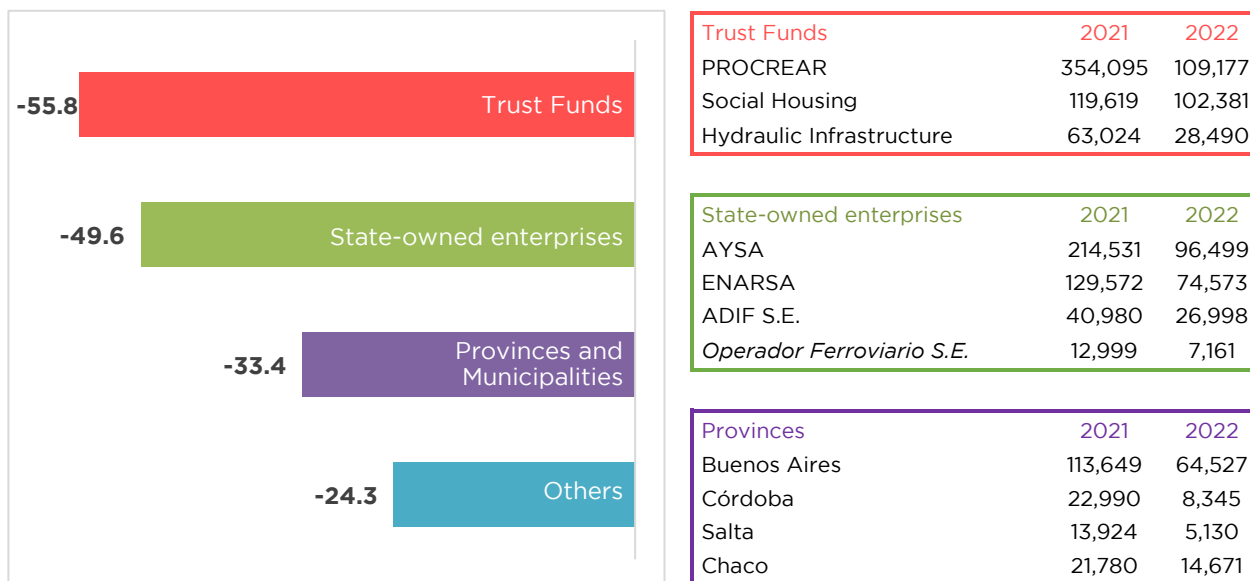 -55.8
Trust Funds
-49.6
State-owned enterprises
-33.4
Provinces and
Municipalities
-24.3
Others
Trust Funds 2021 2022
PROCREAR 354,095 109,177
Social Housing 119,619 102,381
Hydraulic Infrastructure 63,024 28,490
State-owned enterprises 2021 2022
AYSA 214,531 96,499
ENARSA 129,572 74,573
ADIF S.E. 40,980 26,998
Operador Ferroviario S.E. 12,999 7,161
Provinces 2021 2022
Buenos Aires 113,649 64,527
Córdoba 22,990 8,345
Salta 13,924 5,130
Chaco 21,780 14,671